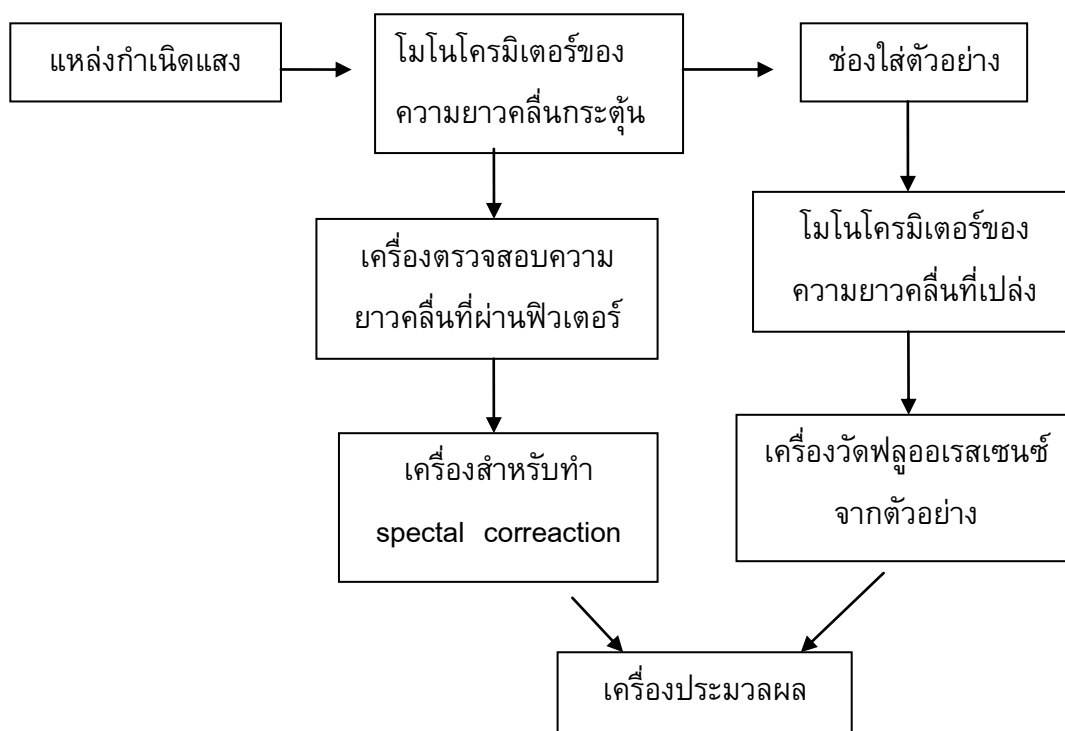 แหล่งกำเนิดแสง
โมโนโครมิเตอร์ของ
ความยาวคลื่นกระตุ้น
ช่องใส่ตัวอย่าง
เครื่องตรวจสอบความ
ยาวคลื่นที่ผ่านฟิวเตอร์
โมโนโครมิเตอร์ของ
ความยาวคลื่นที่เปล่ง
เครื่องสำหรับทำ
spectal correaction
เครื่องวัดฟลูออเรสเซนซ์
จากตัวอย่าง
เครื่องประมวลผล